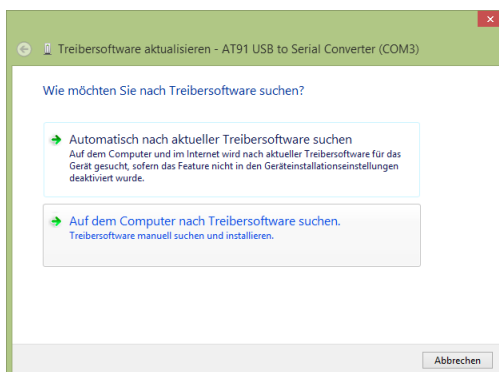 Treibersoftware aktualisieren - AT91 USB to Serial Converter (COM3)
Wie möchten Sie nach Treibersoftware suchen?
Automatisch nach aktueller Treibersoftware suchen
Auf dem Computer und im Internet wird nach aktueller Treibersoftware für das
Gerät gesucht, sofern das Feature nicht in den Geräteinstallationseinstellungen
deaktiviert wurde.
Auf dem Computer nach Treibersoftware suchen.
Treibersoftware manuell suchen und installieren.
Abbrechen